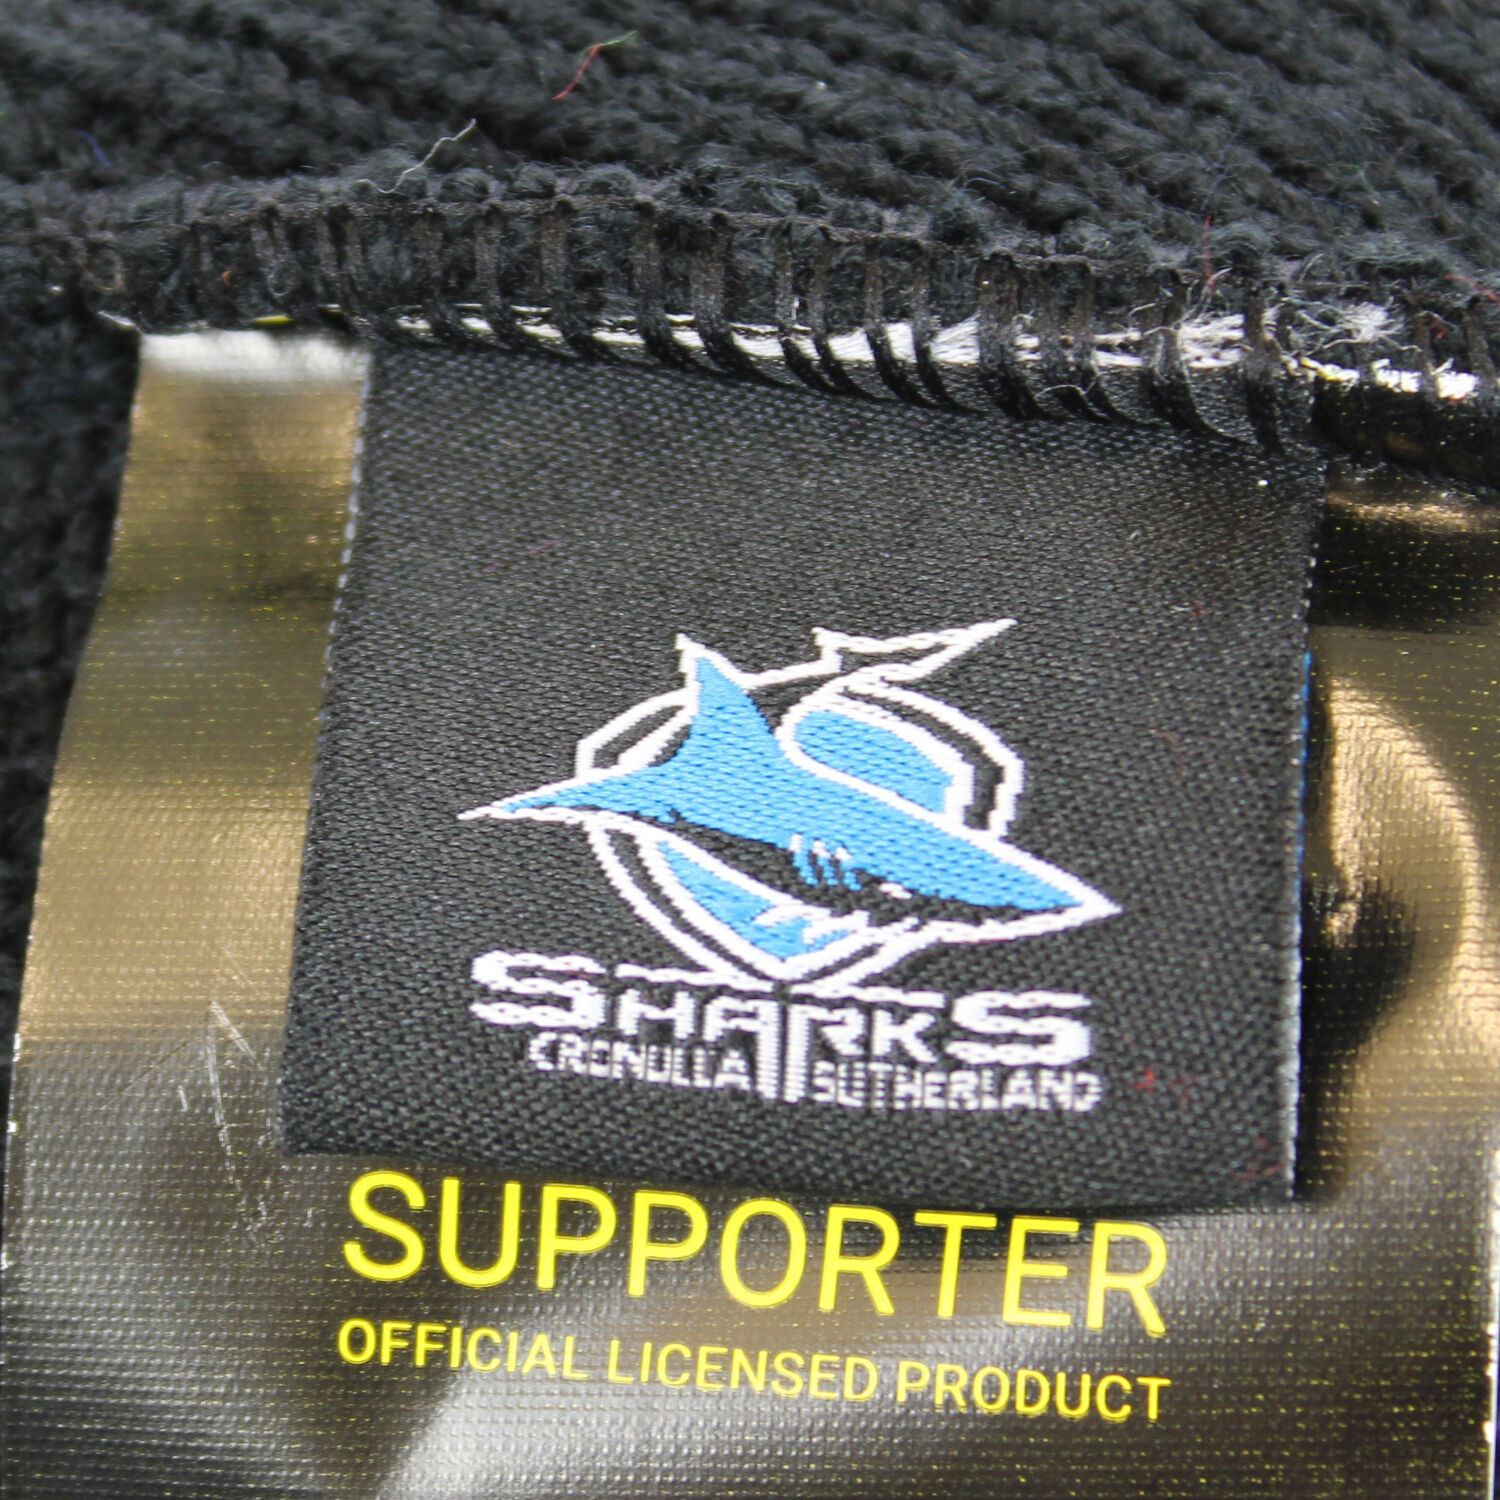 SHARKS
CRONULLA SUTHERLAND
SUPPORTER
OFFICIAL LICENSED PRODUCT